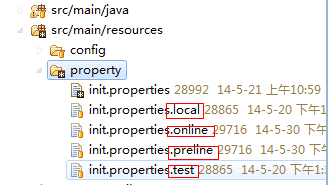 src/main/java
src/main/resources
config
property
init.properties 28992 14-5-21 上午10:59
init.properties.local 28865 14-5-20 下午1
init.properties.online 29716 14-5-30 下午
init.properties.preline 29716 14-5-30 下午
init.properties.test 28865 14-5-20 下午1: